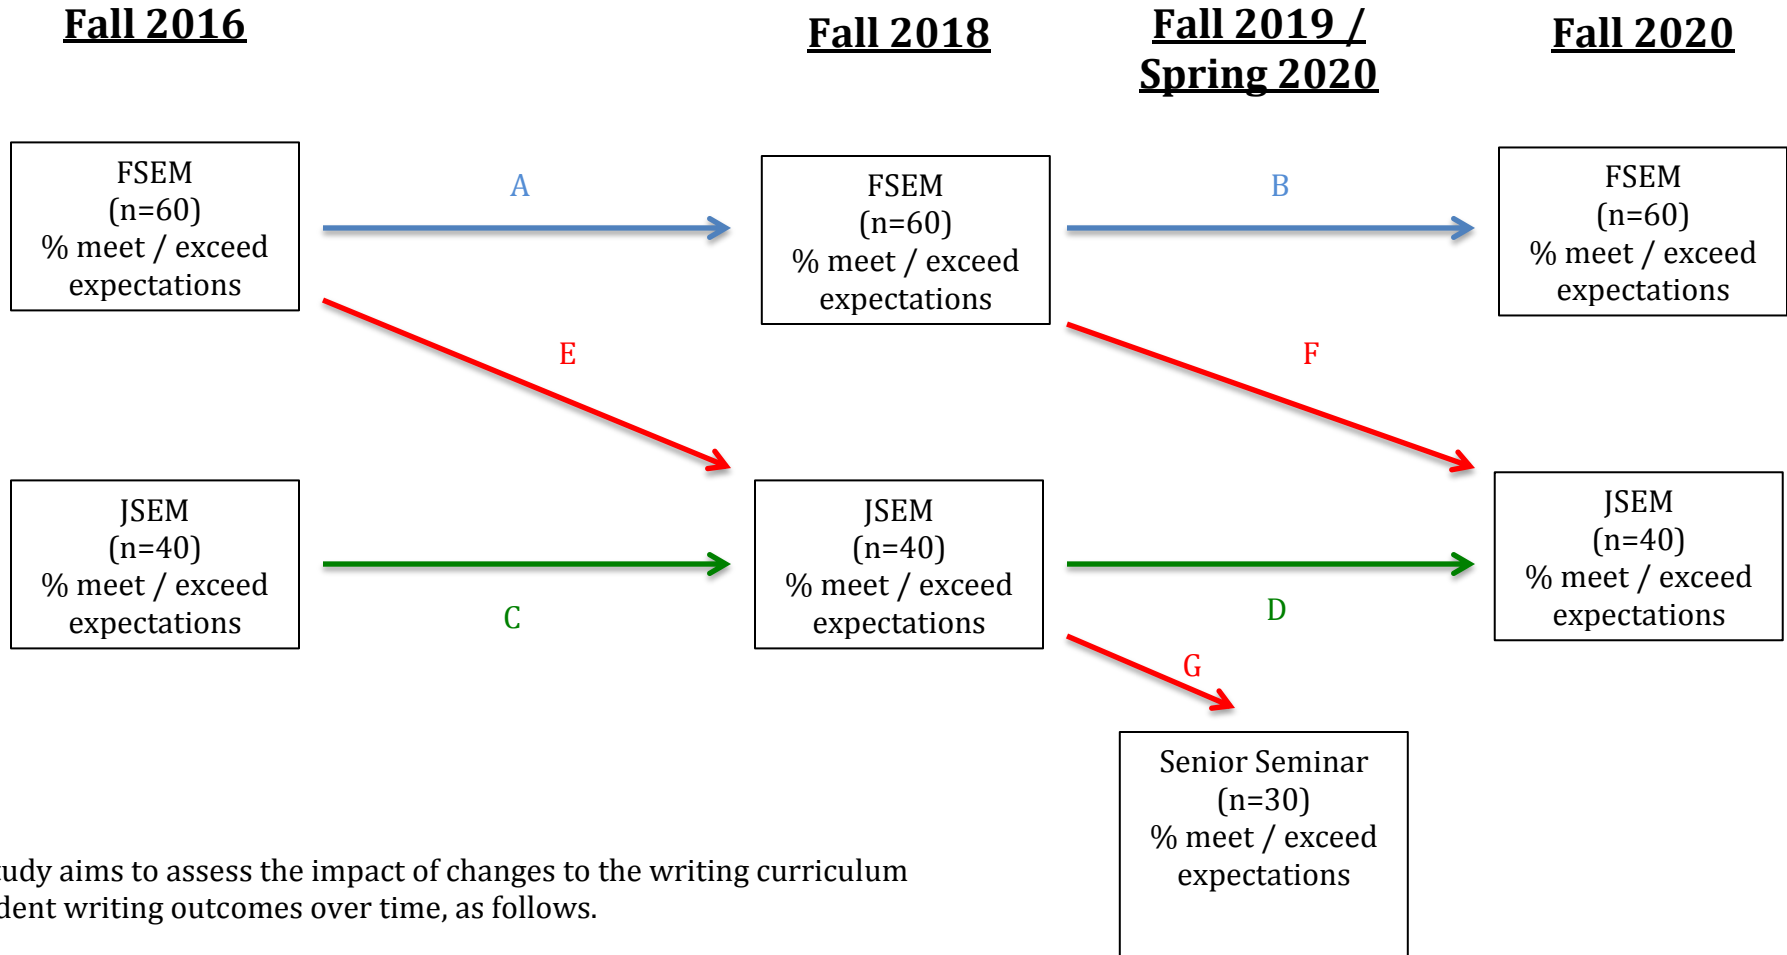 Fall 2016
Fall 2018
Fall 2019 /
Spring 2020
Fall 2020
FSEM
(n=60)
% meet / exceed
expectations
A
FSEM
(n=60)
% meet / exceed
expectations
B
FSEM
(n=60)
% meet / exceed
expectations
E
F
JSEM
(n=40)
% meet / exceed
expectations
C
JSEM
(n=40)
% meet / exceed
expectations
D
JSEM
(n=40)
% meet / exceed
expectations
G
Senior Seminar
(n=30)
% meet / exceed
expectations
tudy aims to assess the impact of changes to the writing curriculum
dent writing outcomes over time, as follows.